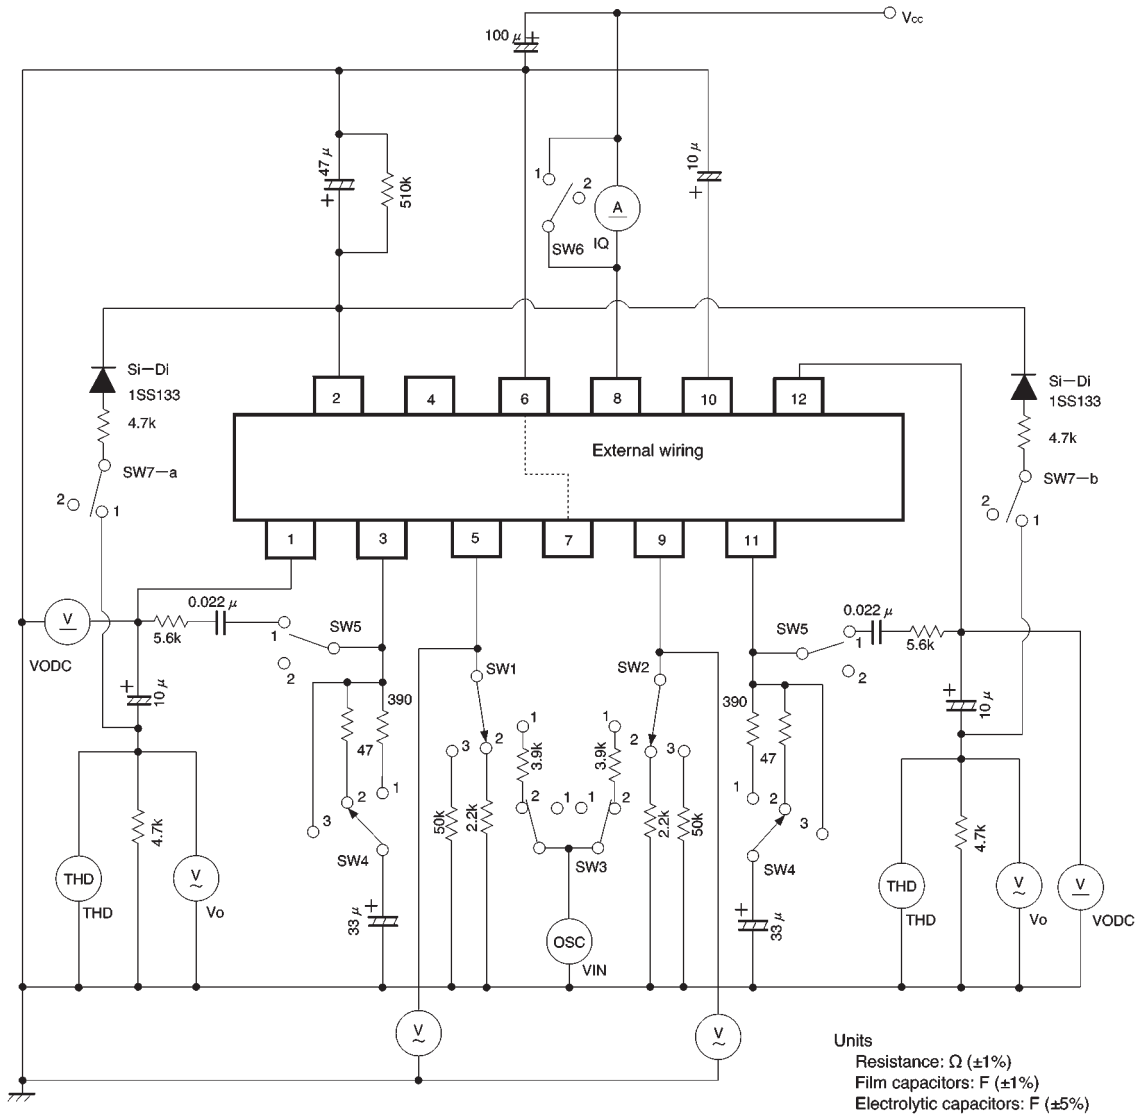 100 μ +
Vcc
47 μ
+
510k
1
2
SW6
A
IQ
10 μ
+
Si–Di
1SS133
4.7k
SW7–a
2
1
Si–Di
1SS133
4.7k
SW7–b
2
1
2
4
6
8
10
12
External wiring
1
3
5
7
9
11
V
VODC
5.6k
0.022 μ
1
2
SW5
+
10 μ
390
47
1
2
3
SW4
+
33 μ
4.7k
THD
THD
V
~
Vo
SW1
2
3
50k
2.2k
1
3.9k
2
1
1
2
SW3
OSC
VIN
1
3.9k
SW2
2
3
2.2k
50k
V
~
V
~
SW5
0.022 μ
1
2
5.6k
390
47
1
2
3
SW4
+
33 μ
+
10 μ
4.7k
THD
THD
V
~
Vo
V
VODC
Units
Resistance: Ω (±1%)
Film capacitors: F (±1%)
Electrolytic capacitors: F (±5%)